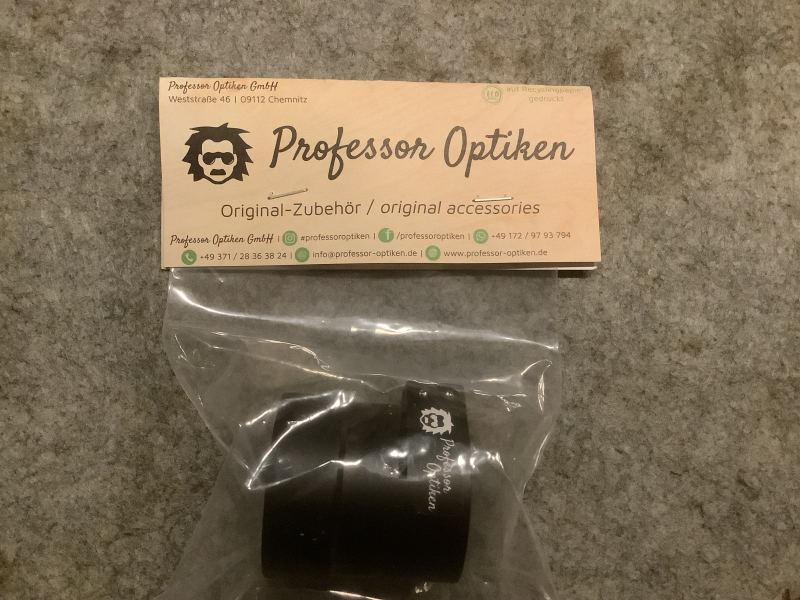 Professor Optiken GmbH
Weststraße 46 | 09112 Chemnitz
ECO
auf Recyclingpapier
gedruckt
Professor Optiken
Original-Zubehör / original accessories
Professor Optiken GmbH | #professoroptiken | /professoroptiken | +49 172 / 97 93 794
+49 371 / 28 36 38 24 | info@professor-optiken.de | www.professor-optiken.de
Professor
Optiken